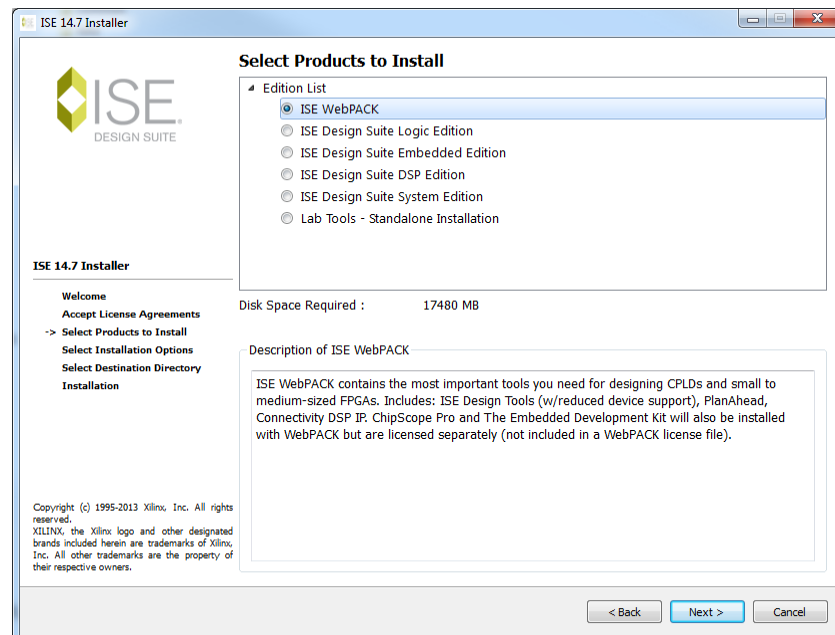 ISE 14.7 Installer
ISE.
DESIGN SUITE
ISE 14.7 Installer
Welcome
Accept License Agreements
-> Select Products to Install
Select Installation Options
Select Destination Directory
Installation
Copyright (c) 1995-2013 Xilinx, Inc. All rights
reserved.
XILINX, the Xilinx logo and other designated
brands included herein are trademarks of Xilinx,
Inc. All other trademarks are the property of
their respective owners.
Select Products to Install
Edition List
ISE WebPACK
ISE Design Suite Logic Edition
ISE Design Suite Embedded Edition
ISE Design Suite DSP Edition
ISE Design Suite System Edition
Lab Tools - Standalone Installation
Disk Space Required : 17480 MB
Description of ISE WebPACK
ISE WebPACK contains the most important tools you need for designing CPLDs and small to
medium-sized FPGAs. Includes: ISE Design Tools (w/reduced device support), PlanAhead,
Connectivity DSP IP. ChipScope Pro and The Embedded Development Kit will also be installed
with WebPACK but are licensed separately (not included in a WebPACK license file).
< Back Next > Cancel